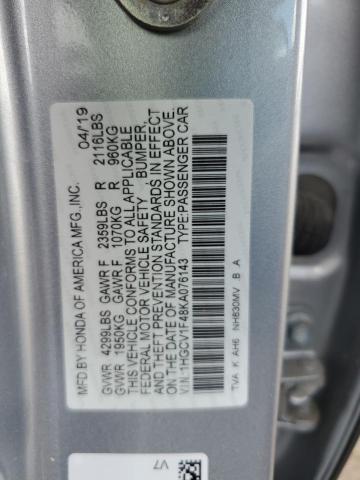 MFD BY HONDA OF AMERICA MFG.,INC. 04/19
GVWR 4299LBS GAWR F 2359LBS R 2116LBS
GVWR 1950KG GAWR F 1070KG R 960KG
THIS VEHICLE CONFORMS TO ALL APPLICABLE
FEDERAL MOTOR VEHICLE SAFETY BUMPER,
AND THEFT PREVENTION STANDARDS IN EFFECT
ON THE DATE OF MANUFACTURE SHOWN ABOVE.
V.I.N.:1HGCV1F48KA076143 TYPE:PASSENGER CAR
TVA K AH6 NH830MV B A
V7